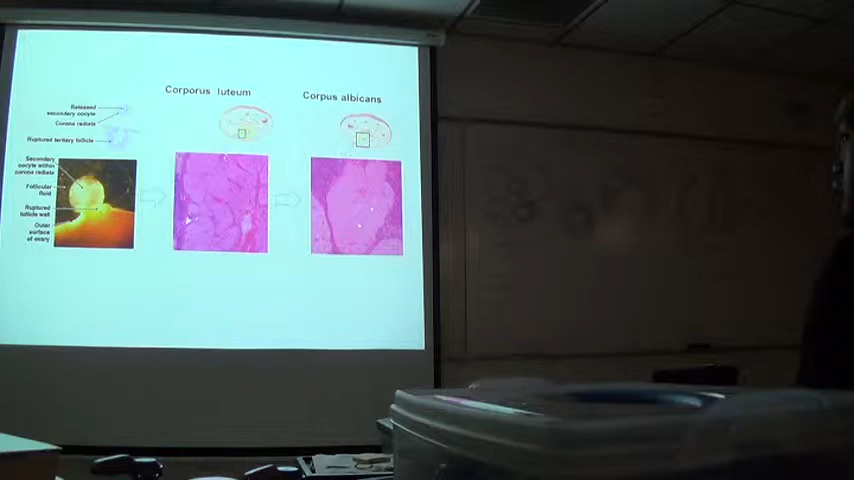 Corporus luteum
Corpus albicans
Released
secondary oocyte
Corona radiata
Ruptured tertiary follicle
Secondary
oocyte within
corona radiata
Follicular
fluid
Ruptured
follicle wall
Outer
surface
of ovary